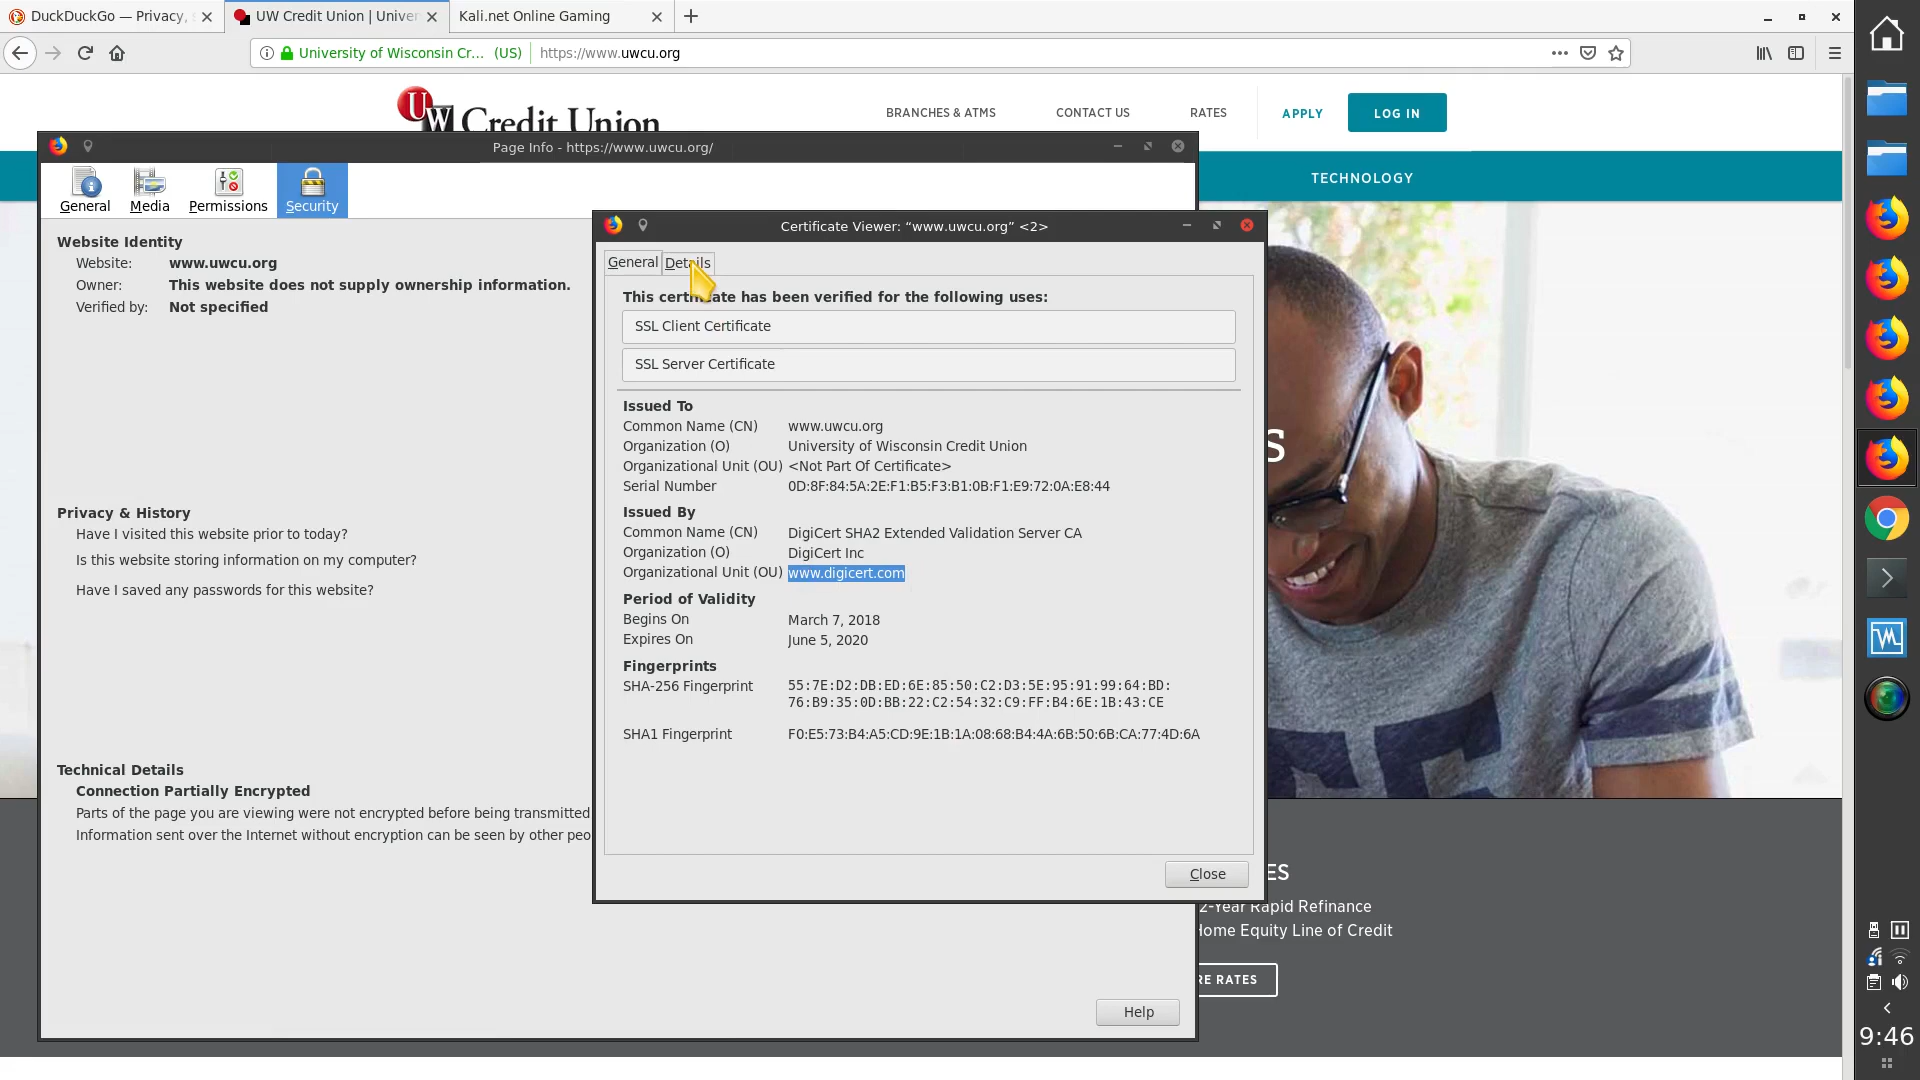 DuckDuckGo — Privacy,
UW Credit Union | Univer
Kali.net Online Gaming
University of Wisconsin Cr... (US)
https://www.uwcu.org
UW Credit Union
BRANCHES & ATMS
CONTACT US
RATES
APPLY
LOG IN
TECHNOLOGY
Page Info - https://www.uwcu.org/
General
Media
Permissions
Security
Website Identity
Website: www.uwcu.org
Owner: This website does not supply ownership information.
Verified by: Not specified
Privacy & History
Have I visited this website prior to today?
Is this website storing information on my computer?
Have I saved any passwords for this website?
Technical Details
Connection Partially Encrypted
Parts of the page you are viewing were not encrypted before being transmitted
Information sent over the Internet without encryption can be seen by other peo
Help
Certificate Viewer: “www.uwcu.org” <2>
General
Details
This certificate has been verified for the following uses:
SSL Client Certificate
SSL Server Certificate
Issued To
Common Name (CN) www.uwcu.org
Organization (O) University of Wisconsin Credit Union
Organizational Unit (OU) <Not Part Of Certificate>
Serial Number 0D:8F:84:5A:2E:F1:B5:F3:B1:0B:F1:E9:72:0A:E8:44
Issued By
Common Name (CN) DigiCert SHA2 Extended Validation Server CA
Organization (O) DigiCert Inc
Organizational Unit (OU) www.digicert.com
Period of Validity
Begins On March 7, 2018
Expires On June 5, 2020
Fingerprints
SHA-256 Fingerprint 55:7E:D2:DB:ED:6E:85:50:C2:D3:5E:95:91:99:64:BD:
76:B9:35:0D:BB:22:C2:54:32:C9:FF:B4:6E:1B:43:CE
SHA1 Fingerprint F0:E5:73:B4:A5:CD:9E:1B:1A:08:68:B4:4A:6B:50:6B:CA:77:4D:6A
Close
S
ES
2-Year Rapid Refinance
Home Equity Line of Credit
RE RATES
9:46